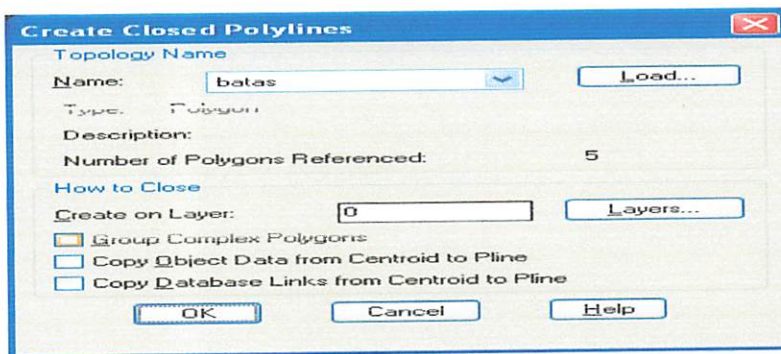 Create Closed Polylines
Topology Name
Name: batas Load...
Type: Polygon
Description:
Number of Polygons Referenced: 5
How to Close
Create on Layer: 0 Layers...
Group Complex Polygons
Copy Object Data from Centroid to Pline
Copy Database Links from Centroid to Pline
OK Cancel Help